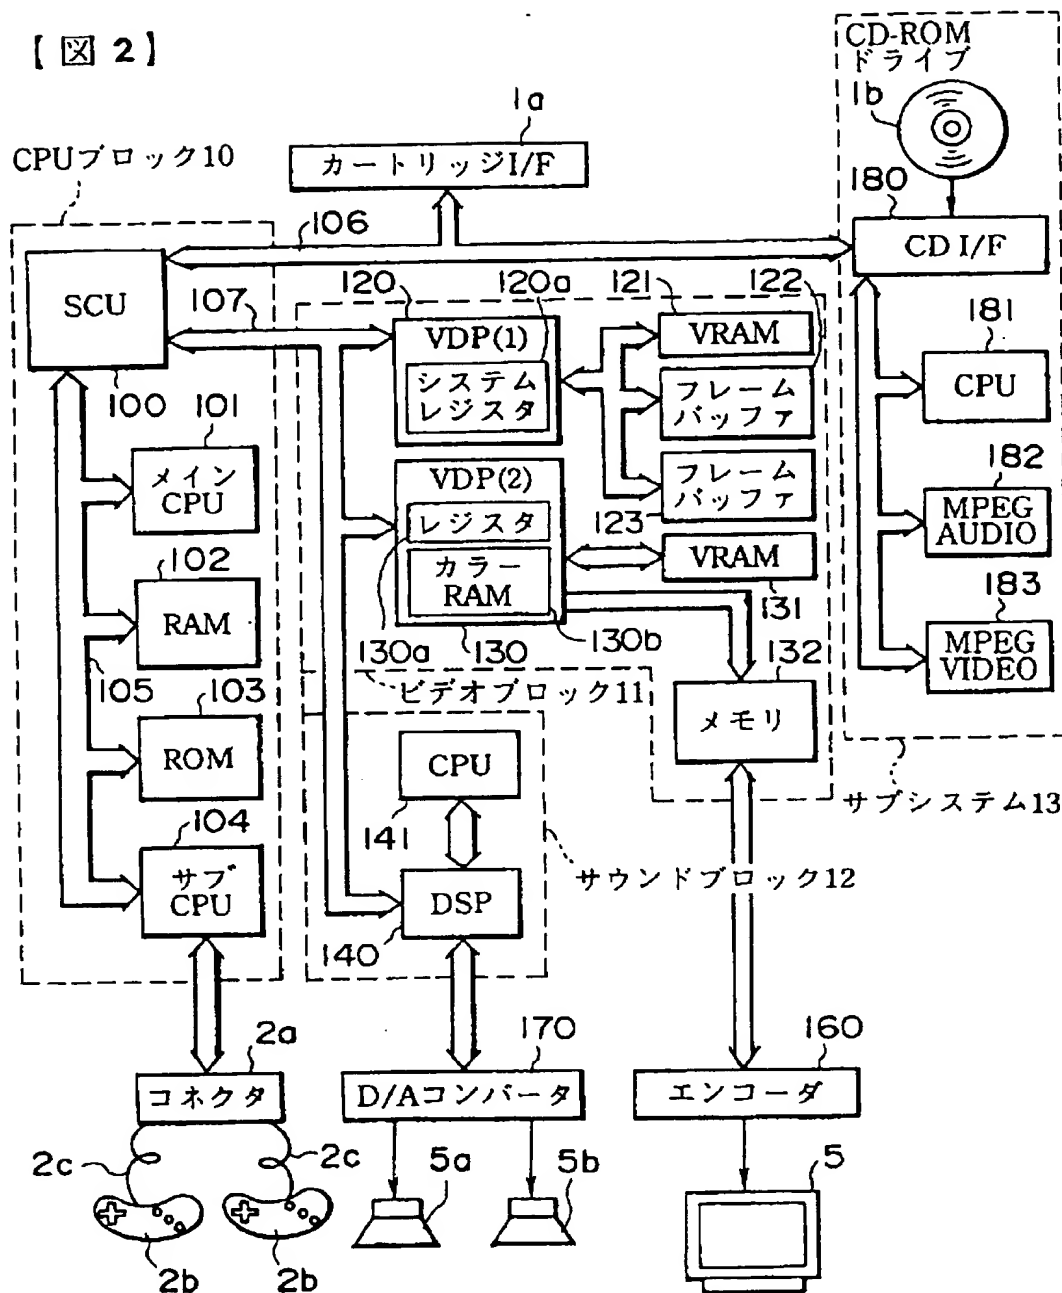 【図2】
CD-ROM
ドライブ
1b
1a
カートリッジI/F
CPUブロック10
106
180
CD I/F
SCU
107
100
120
120a
121
122
VDP(1)
システム
レジスタ
VRAM
フレーム
バッファ
フレーム
バッファ
123
181
CPU
101
メイン
CPU
VDP(2)
レジスタ
カラー
RAM
VRAM
131
130a
130
130b
182
MPEG
AUDIO
102
RAM
105
183
MPEG
VIDEO
ビデオブロック11
132
メモリ
103
ROM
CPU
141
サブシステム13
104
サブ
CPU
DSP
140
サウンドブロック12
2a
コネクタ
170
D/Aコンバータ
160
エンコーダ
2c
2c
5a
5b
5
2b
2b